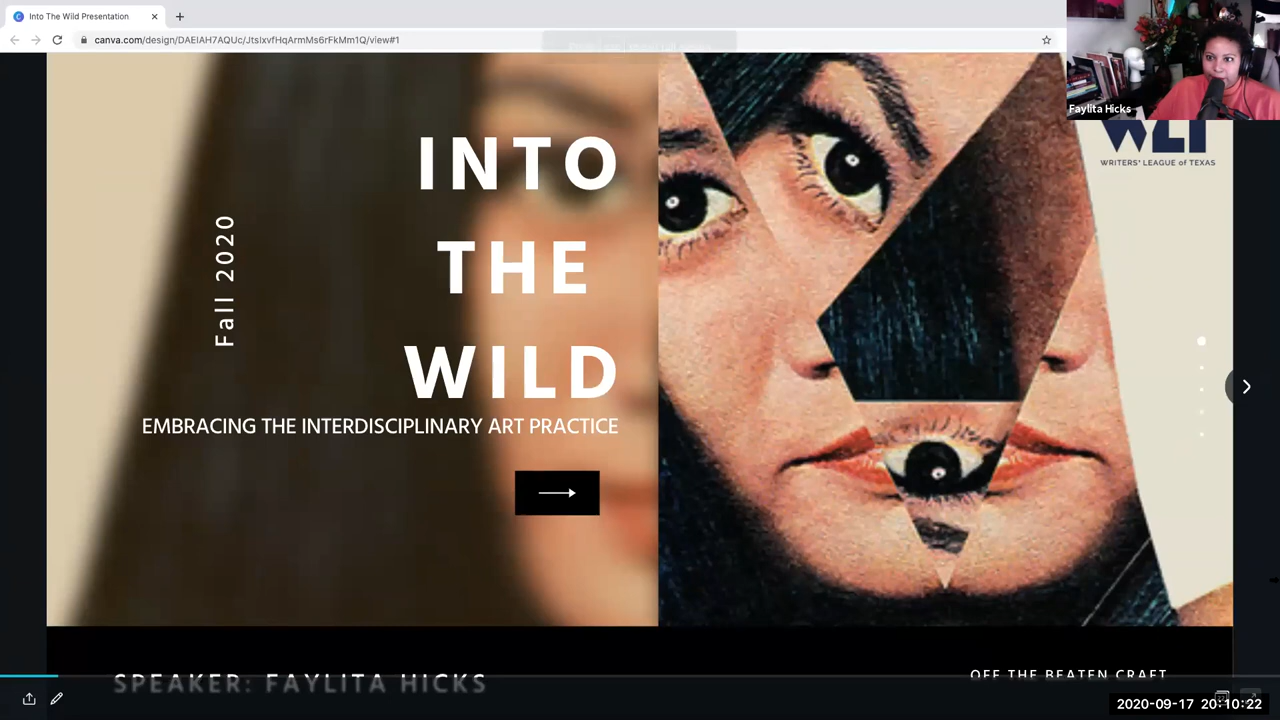 Into The Wild Presentation
canva.com/design/DAEIAH7AQUc/JtsIxvfHqArmMs6rFkMm1Q/view#1
Faylita Hicks
WLT
WRITERS' LEAGUE of TEXAS
Fall 2020
INTO
THE
WILD
EMBRACING THE INTERDISCIPLINARY ART PRACTICE
SPEAKER: FAYLITA HICKS
OFF THE BEATEN CRAFT
2020-09-17 20:10:22